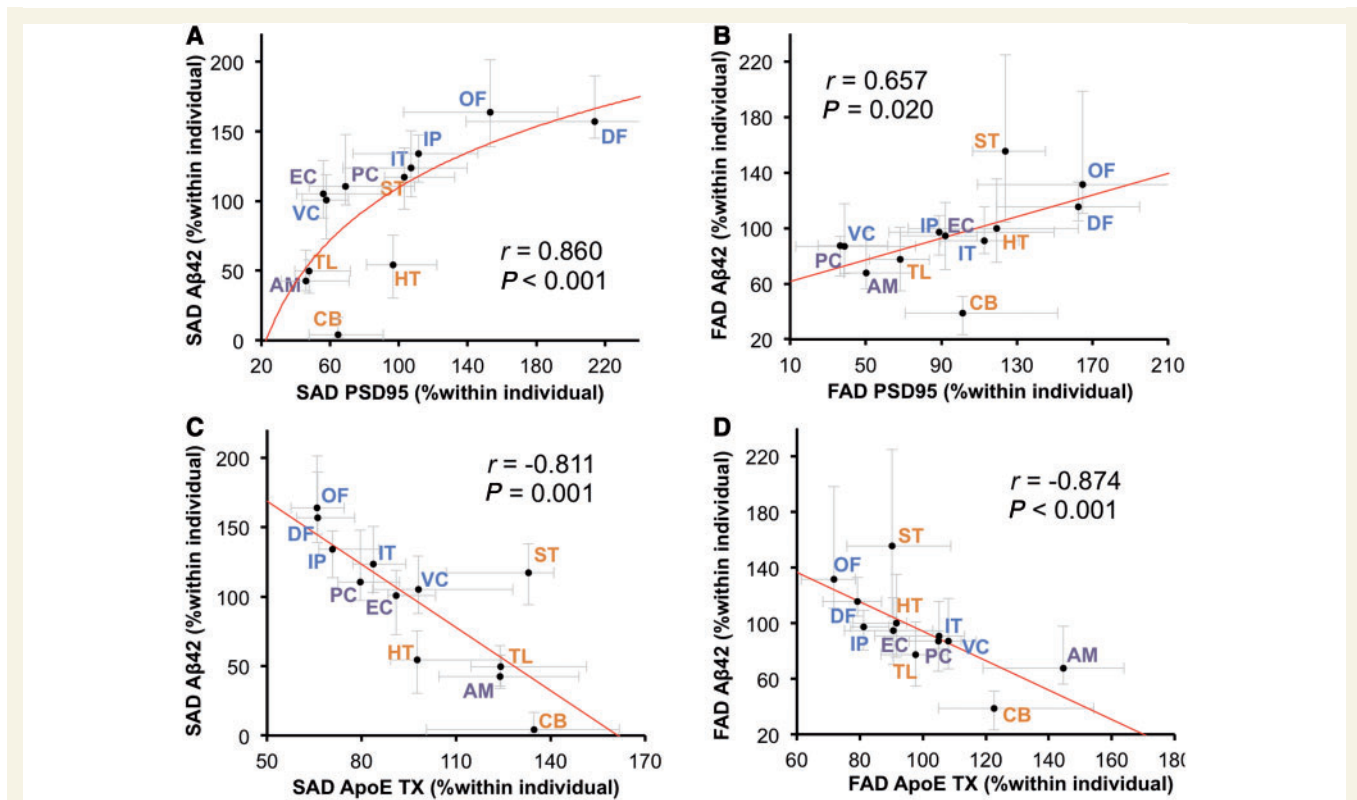 A
SAD Aβ42 (%within individual)
200
150
100
50
0
OF
DF
IP
IT
PC
EC
ST
VC
TL
AM
HT
CB
r = 0.860
P < 0.001
20
60
100
140
180
220
SAD PSD95 (%within individual)
B
FAD Aβ42 (%within individual)
220
180
140
100
60
20
r = 0.657
P = 0.020
ST
OF
DF
IP
EC
VC
HT
IT
PC
TL
AM
CB
10
50
90
130
170
210
FAD PSD95 (%within individual)
C
SAD Aβ42 (%within individual)
200
150
100
50
0
r = -0.811
P = 0.001
OF
DF
IP
IT
ST
VC
PC
EC
HT
TL
AM
CB
50
80
110
140
170
SAD ApoE TX (%within individual)
D
FAD Aβ42 (%within individual)
220
180
140
100
60
20
r = -0.874
P < 0.001
ST
OF
HT
DF
IT
IP
EC
PC
VC
AM
TL
CB
60
80
100
120
140
160
180
FAD ApoE TX (%within individual)